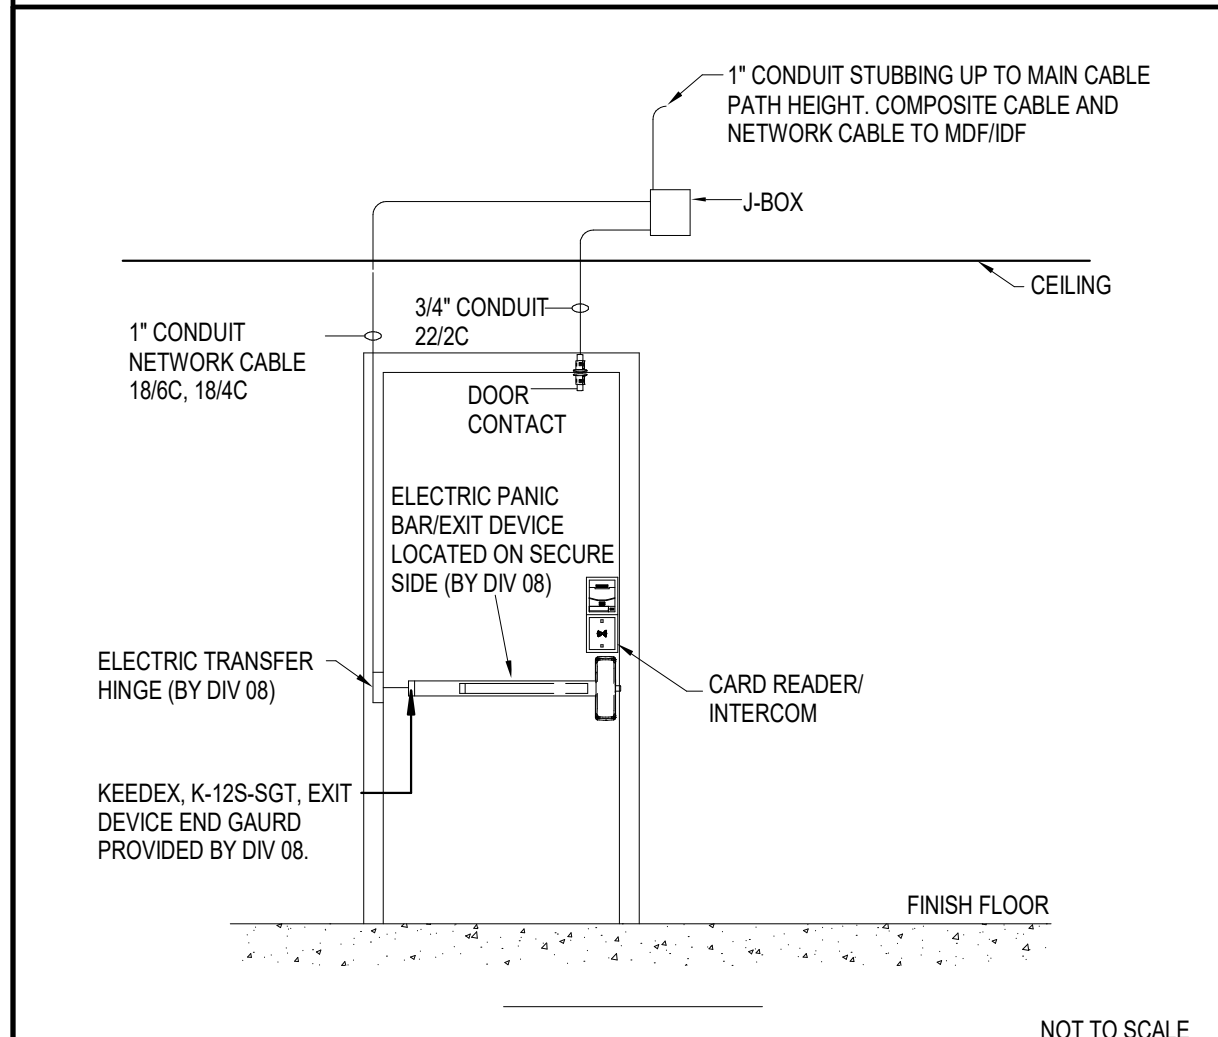 1" CONDUIT STUBBING UP TO MAIN CABLE
PATH HEIGHT. COMPOSITE CABLE AND
NETWORK CABLE TO MDF/IDF
J-BOX
CEILING
3/4" CONDUIT
22/2C
1" CONDUIT
NETWORK CABLE
18/6C, 18/4C
DOOR
CONTACT
ELECTRIC PANIC
BAR/EXIT DEVICE
LOCATED ON SECURE
SIDE (BY DIV 08)
ELECTRIC TRANSFER
HINGE (BY DIV 08)
CARD READER/
INTERCOM
KEEDEX, K-12S-SGT, EXIT
DEVICE END GAURD
PROVIDED BY DIV 08.
FINISH FLOOR
NOT TO SCALE